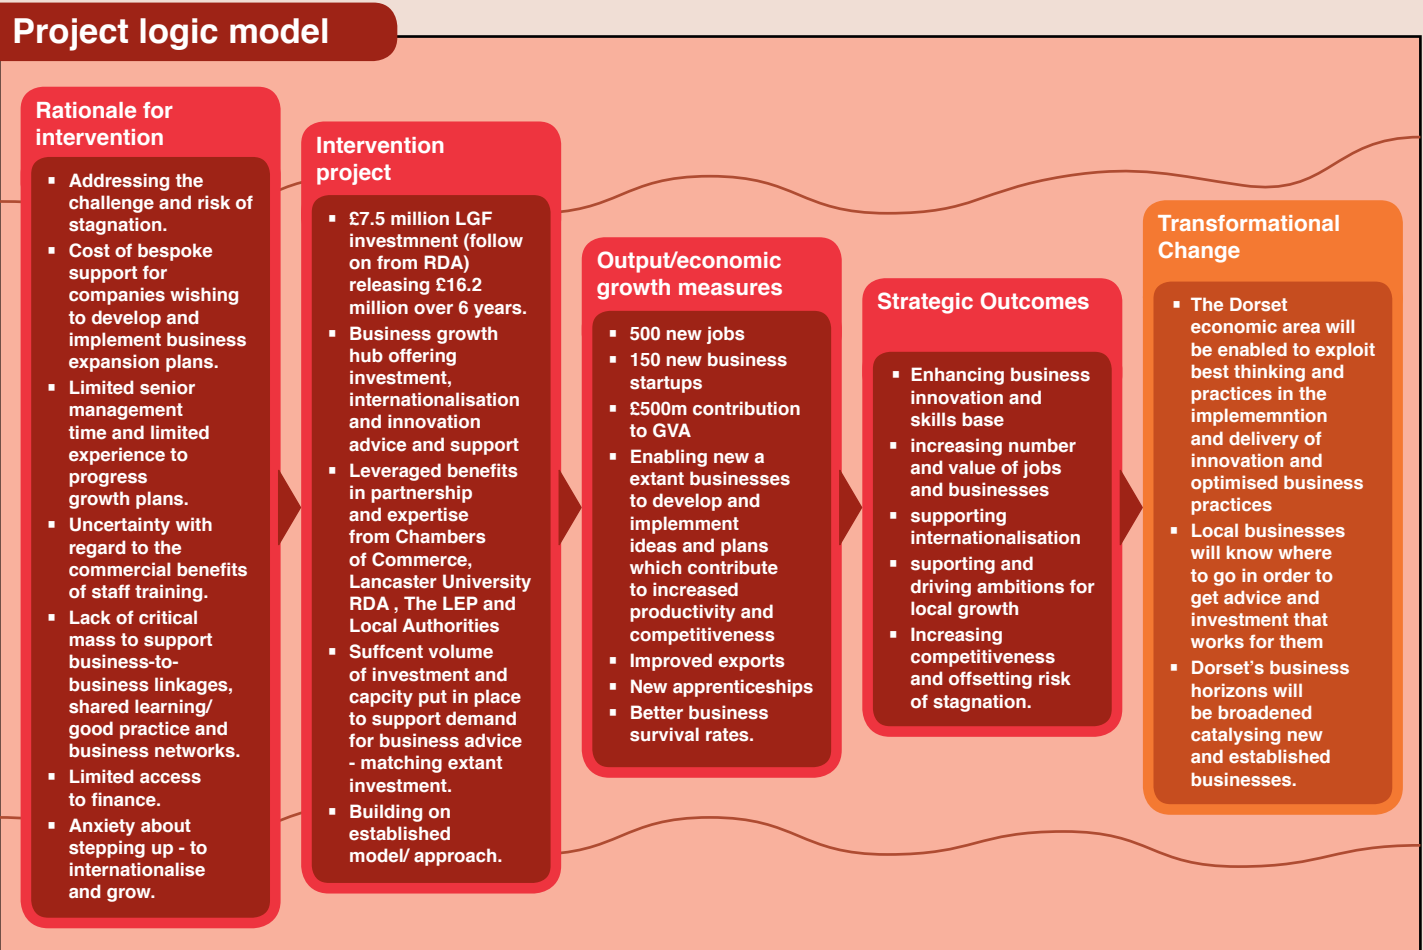 Project logic model
Rationale for
intervention
▪ Addressing the
challenge and risk of
stagnation.
▪ Cost of bespoke
support for
companies wishing
to develop and
implement business
expansion plans.
▪ Limited senior
management
time and limited
experience to
progress
growth plans.
▪ Uncertainty with
regard to the
commercial benefits
of staff training.
▪ Lack of critical
mass to support
business-to-
business linkages,
shared learning/
good practice and
business networks.
▪ Limited access
to finance.
▪ Anxiety about
stepping up - to
internationalise
and grow.
Intervention
project
▪ £7.5 million LGF
investmnent (follow
on from RDA)
releasing £16.2
million over 6 years.
▪ Business growth
hub offering
investment,
internationalisation
and innovation
advice and support
▪ Leveraged benefits
in partnership
and expertise
from Chambers
of Commerce,
Lancaster University
RDA , The LEP and
Local Authorities
▪ Suffcent volume
of investment and
capcity put in place
to support demand
for business advice
- matching extant
investment.
▪ Building on
established
model/ approach.
Output/economic
growth measures
▪ 500 new jobs
▪ 150 new business
startups
▪ £500m contribution
to GVA
▪ Enabling new a
extant businesses
to develop and
implemment
ideas and plans
which contribute
to increased
productivity and
competitiveness
▪ Improved exports
▪ New apprenticeships
▪ Better business
survival rates.
Strategic Outcomes
▪ Enhancing business
innovation and
skills base
▪ increasing number
and value of jobs
and businesses
▪ supporting
internationalisation
▪ suporting and
driving ambitions for
local growth
▪ Increasing
competitiveness
and offsetting risk
of stagnation.
Transformational
Change
▪ The Dorset
economic area will
be enabled to exploit
best thinking and
practices in the
implememntion
and delivery of
innovation and
optimised business
practices
▪ Local businesses
will know where
to go in order to
get advice and
investment that
works for them
▪ Dorset's business
horizons will
be broadened
catalysing new
and established
businesses.